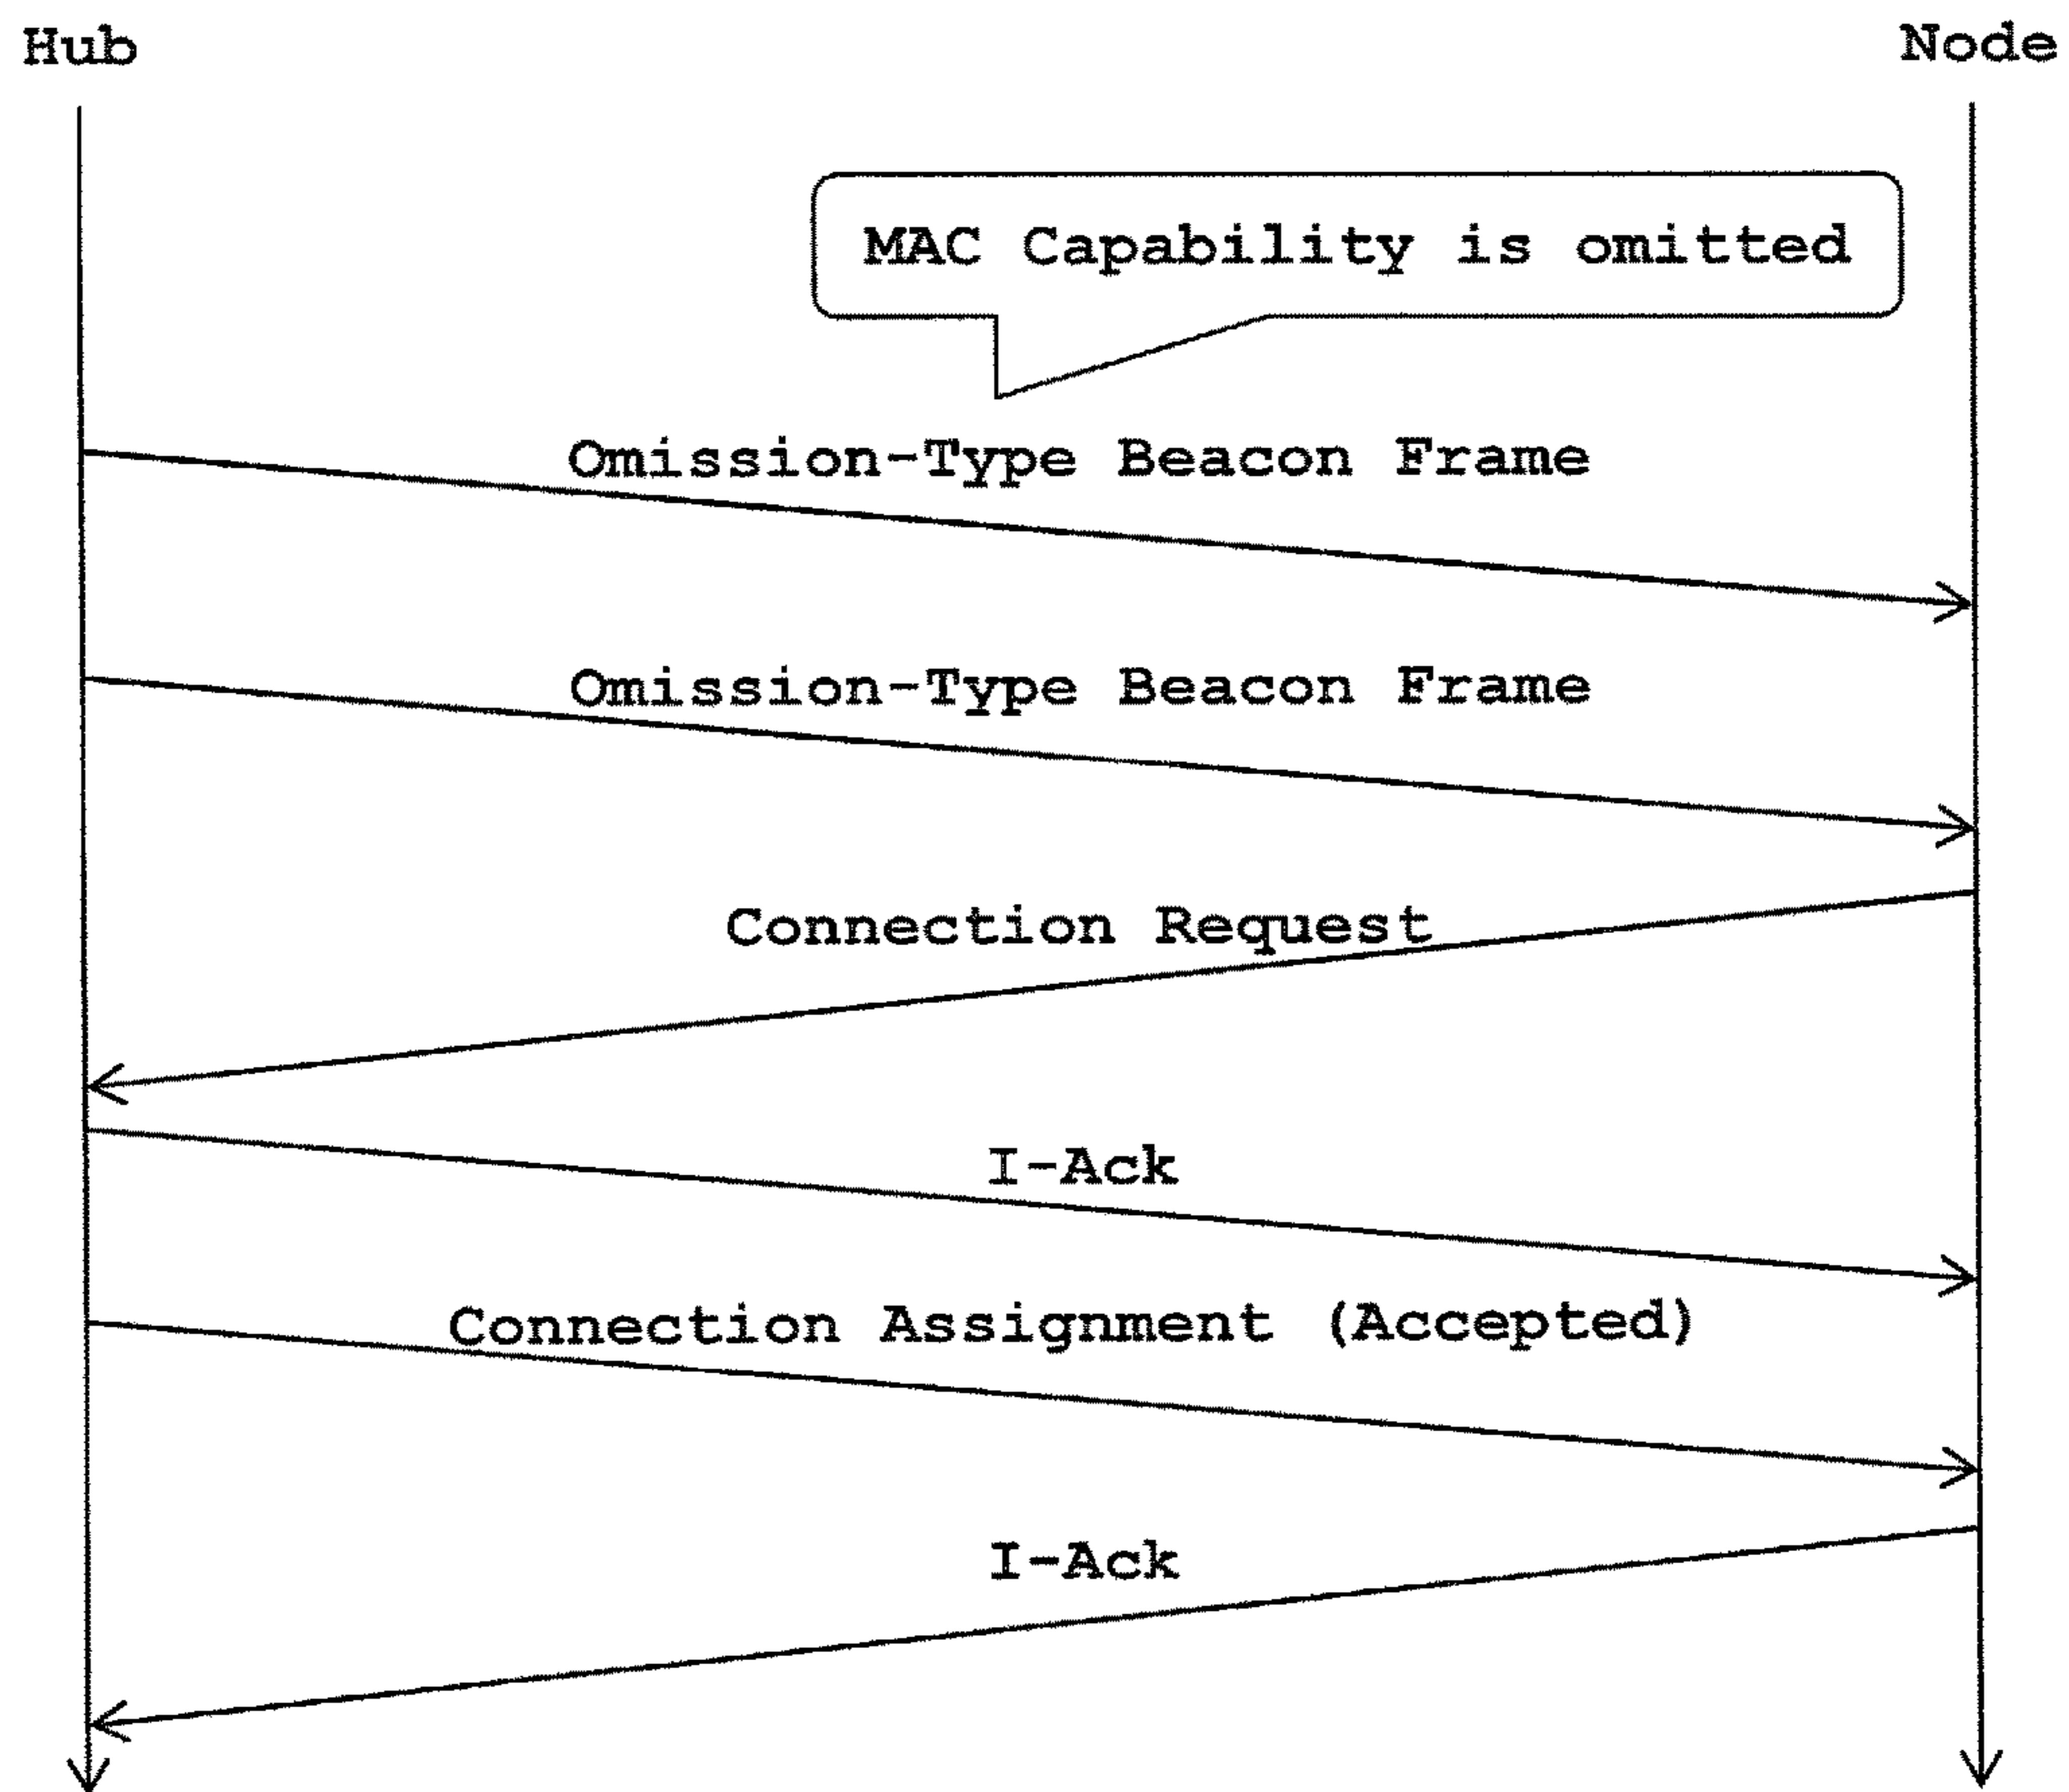 Hub
Node
MAC Capability is omitted
Omission-Type Beacon Frame
Omission-Type Beacon Frame
Connection Request
I-Ack
Connection Assignment (Accepted)
I-Ack